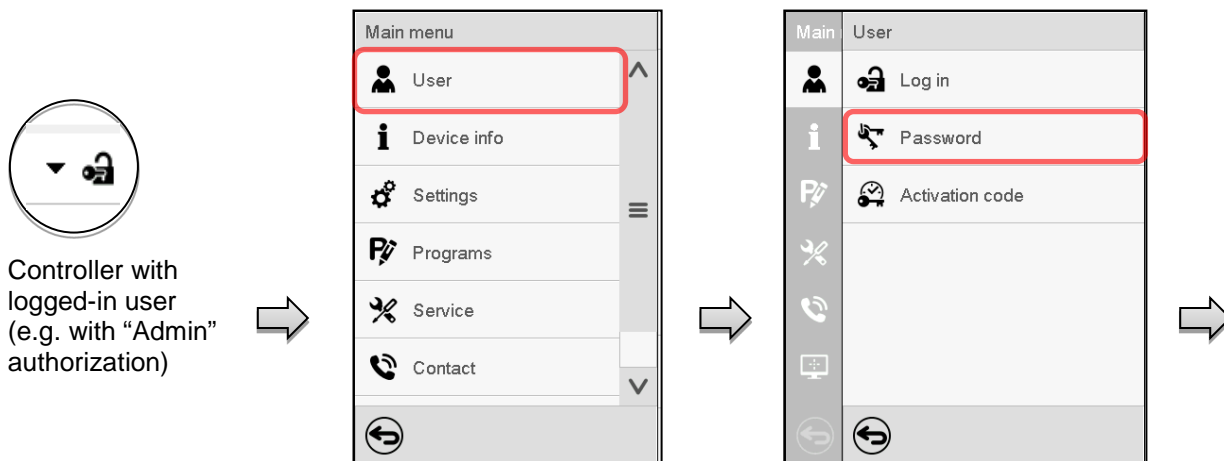 Controller with
logged-in user
(e.g. with “Admin”
authorization)
Main menu
User
Device info
Settings
Programs
Service
Contact
Main
User
Log in
Password
Activation code